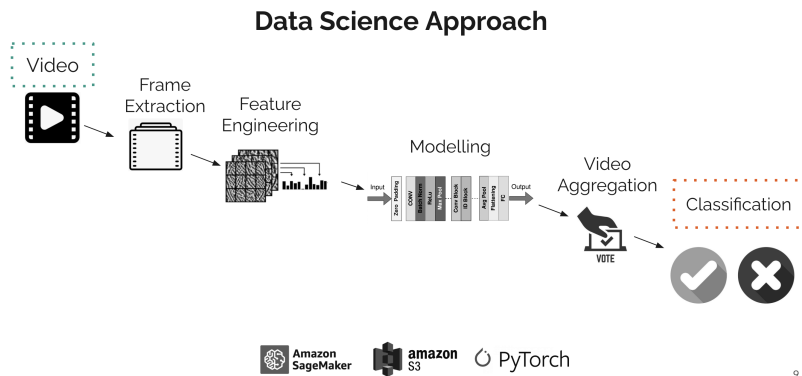 Data Science Approach
Video
Frame
Extraction
Feature
Engineering
Modelling
Input
Zero Padding
CONV
Batch Norm
ReLu
Max Pool
Conv Block
ID Block
Avg Pool
Flattening
FC
Output
Video
Aggregation
VOTE
Classification
Amazon
SageMaker
amazon
S3
PyTorch
9